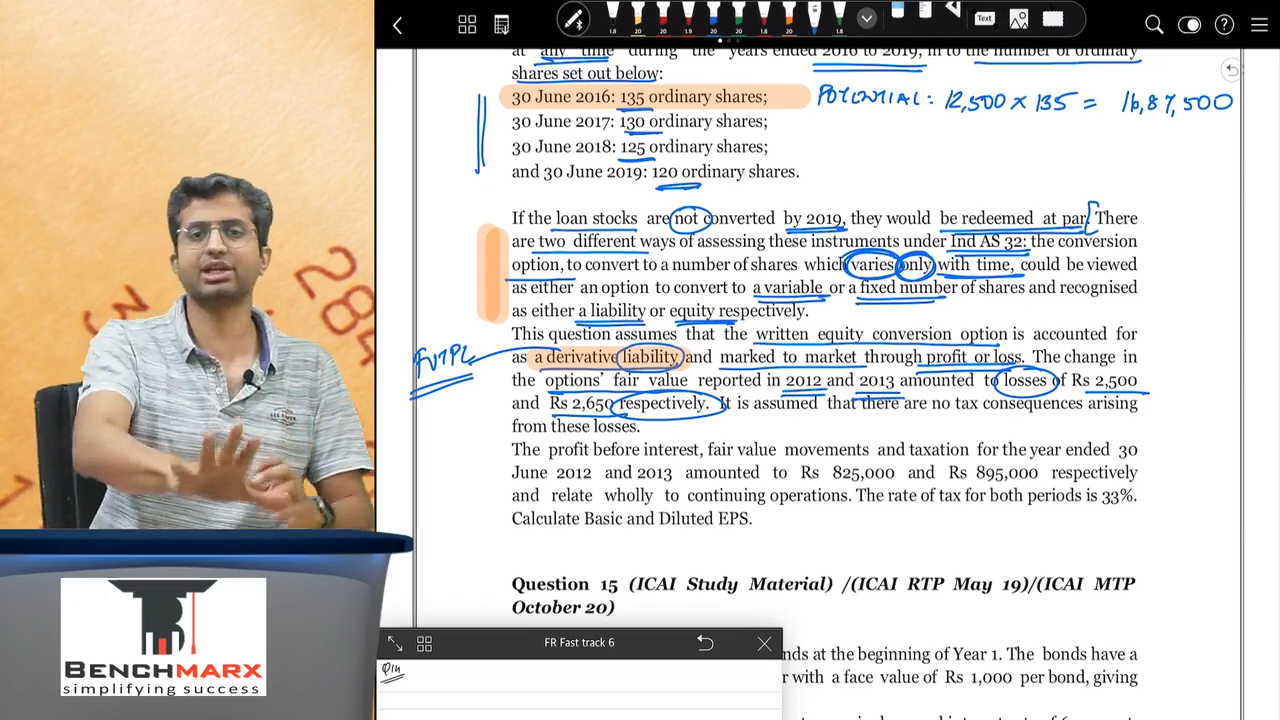 1.8 20 20 1.9 20 20 1.8 20 1.8
Text
at any time during the years ended 2016 to 2019, in to the number of ordinary
shares set out below:
30 June 2016: 135 ordinary shares;
POTENTIAL: 12,500 × 135 = 16,87,500
30 June 2017: 130 ordinary shares;
30 June 2018: 125 ordinary shares;
and 30 June 2019: 120 ordinary shares.
If the loan stocks are not converted by 2019, they would be redeemed at par. There
are two different ways of assessing these instruments under Ind AS 32: the conversion
option, to convert to a number of shares which varies only with time, could be viewed
as either an option to convert to a variable or a fixed number of shares and recognised
as either a liability or equity respectively.
This question assumes that the written equity conversion option is accounted for
FVTPL
as a derivative liability and marked to market through profit or loss. The change in
the options' fair value reported in 2012 and 2013 amounted to losses of Rs 2,500
and Rs 2,650 respectively. It is assumed that there are no tax consequences arising
from these losses.
The profit before interest, fair value movements and taxation for the year ended 30
June 2012 and 2013 amounted to Rs 825,000 and Rs 895,000 respectively
and relate wholly to continuing operations. The rate of tax for both periods is 33%.
Calculate Basic and Diluted EPS.
Question 15 (ICAI Study Material) /(ICAI RTP May 19)/(ICAI MTP
October 20)
FR Fast track 6
Q14
nds at the beginning of Year 1. The bonds have a
r with a face value of Rs 1,000 per bond, giving
BENCHMARX
simplifying success